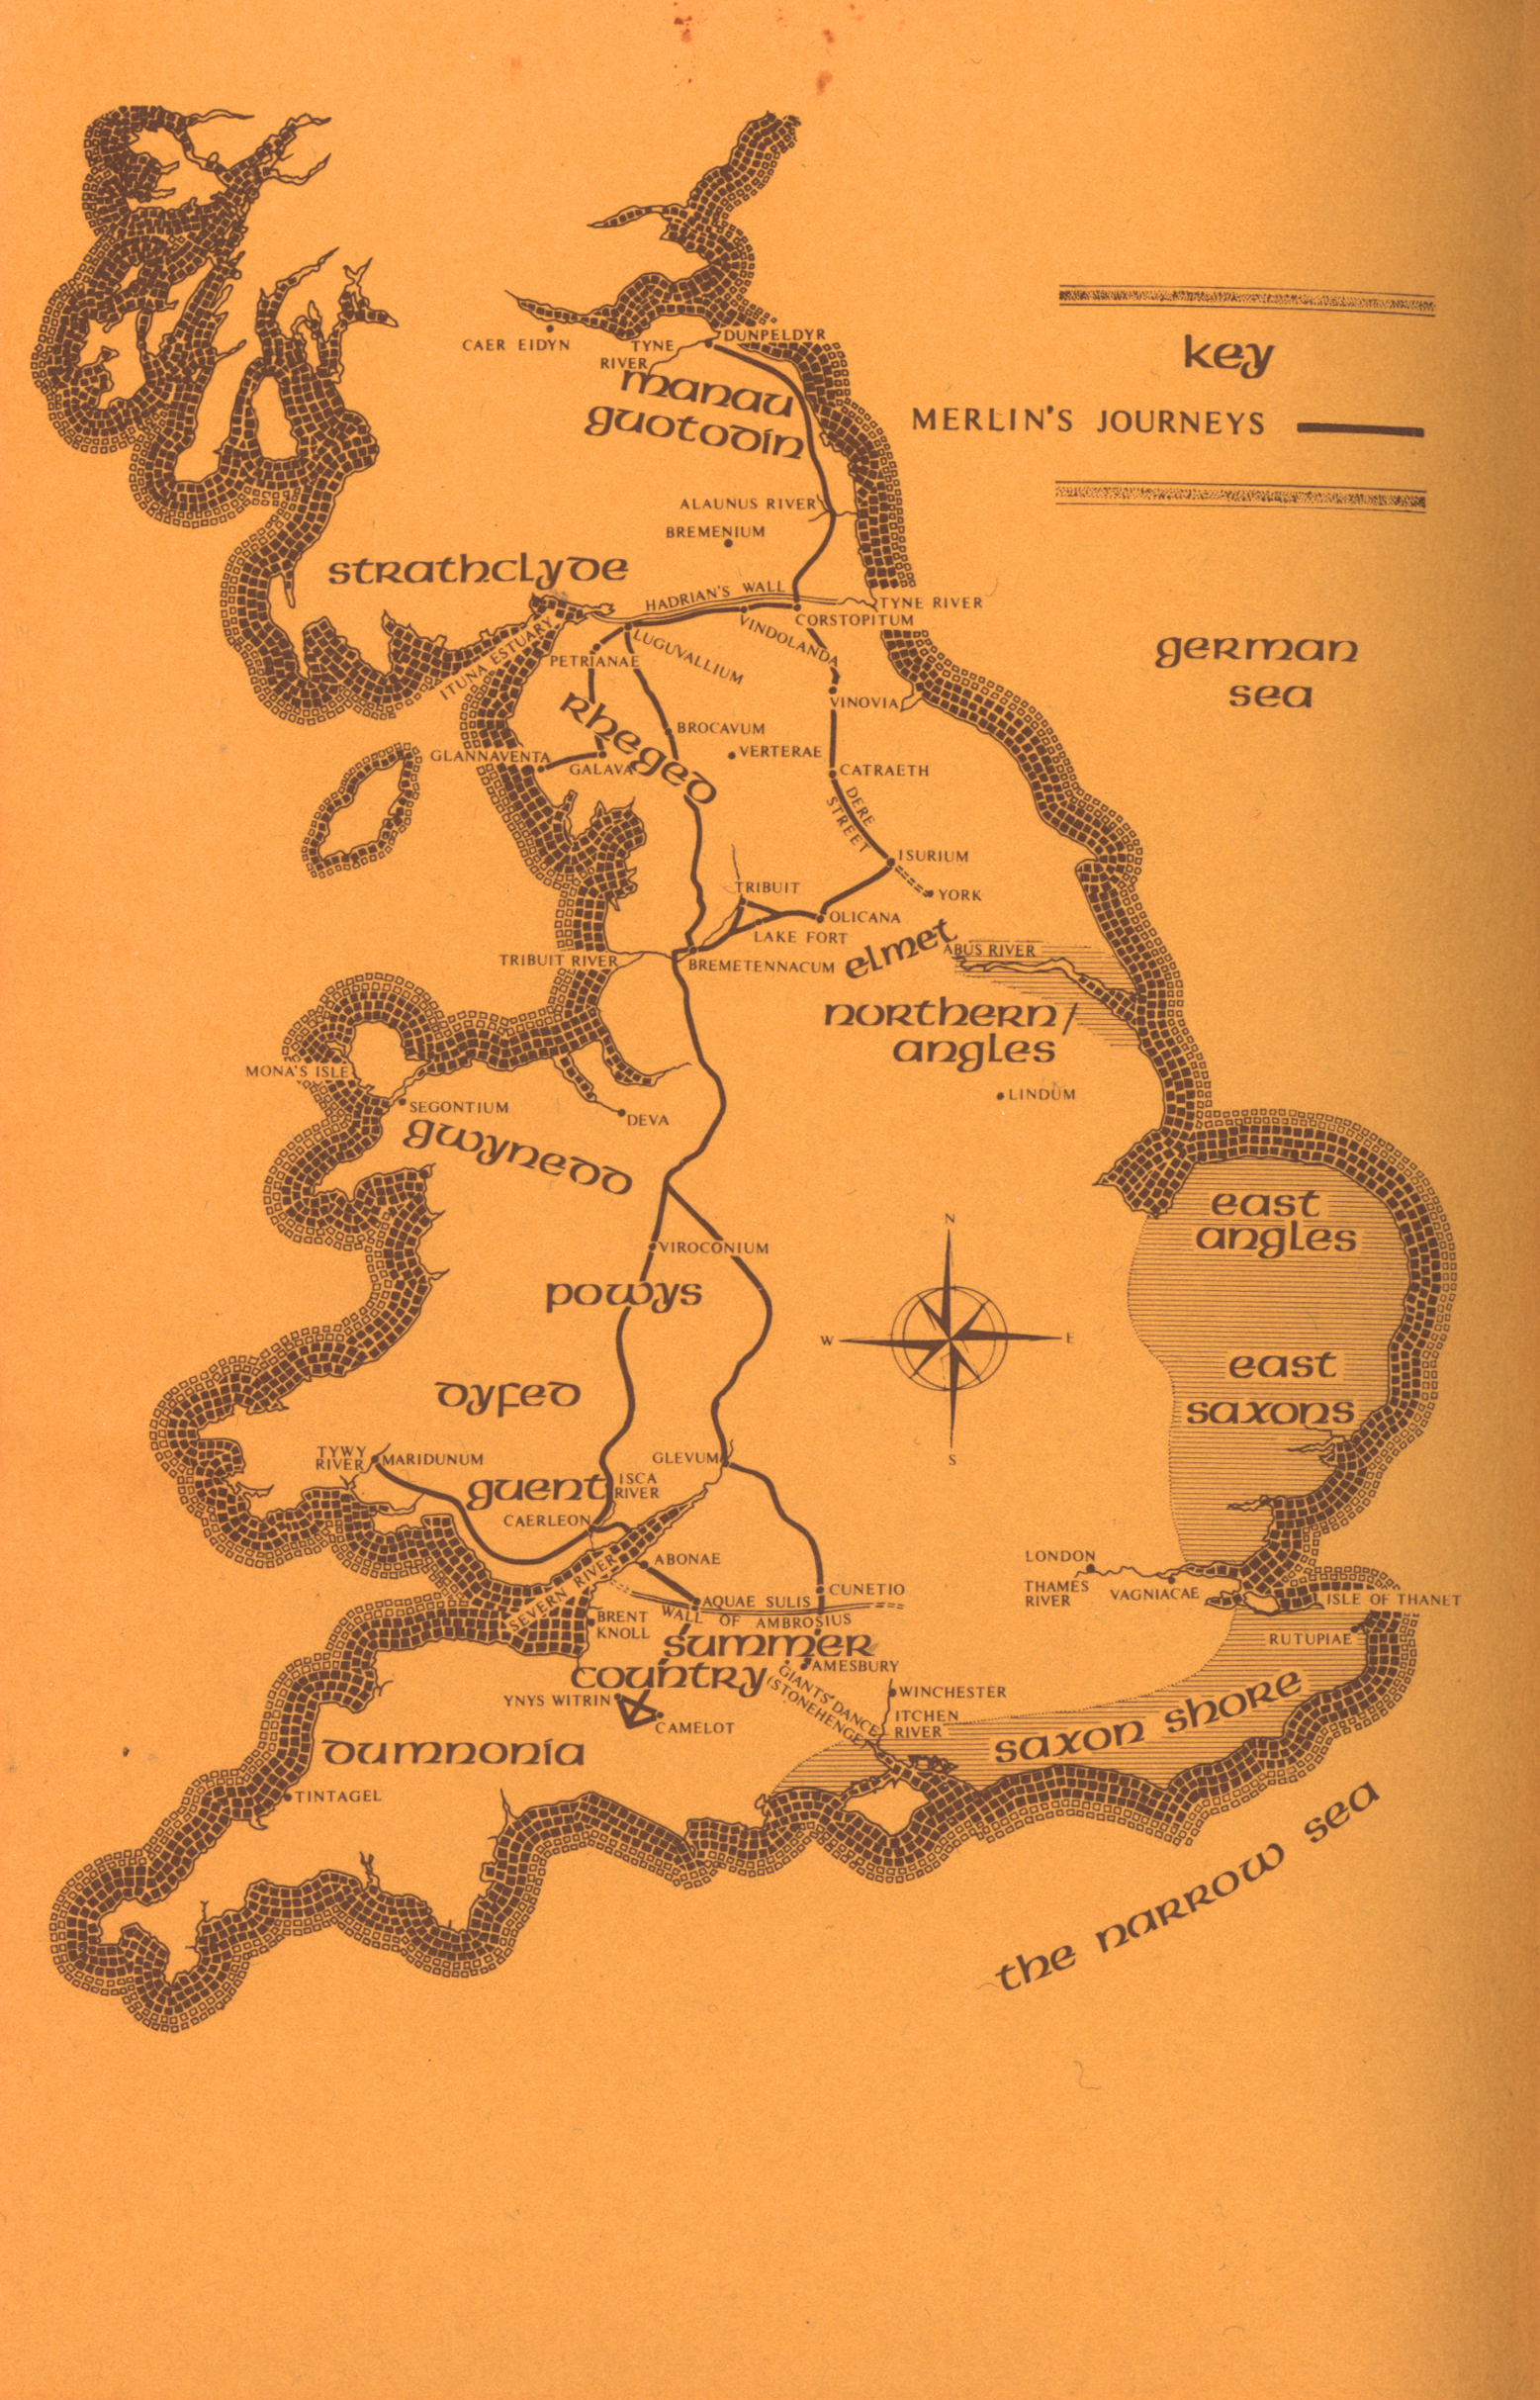 key
MERLIN'S JOURNEYS
CAER EIDYN
TYNE
RIVER
DUNPELDYR
manau
guotodin
ALAUNUS RIVER
BREMENIUM
strathclyde
HADRIAN'S WALL
TYNE RIVER
CORSTOPITUM
VINDOLANDA
LUGUVALLIUM
ITUNA ESTUARY
PETRIANAE
german
sea
VINOVIA
rheged
BROCAVUM
VERTERAE
GLANNAVENTA
GALAVA
CATRAETH
DERE
STREET
ISURIUM
YORK
TRIBUIT
OLICANA
LAKE FORT
elmet
ABUS RIVER
TRIBUIT RIVER
BREMETENNACUM
northern/
angles
MONA'S ISLE
SEGONTIUM
DEVA
LINDUM
gwynedd
east
angles
N
W
E
S
VIROCONIUM
powys
east
saxons
dyfed
TYWY
RIVER
MARIDUNUM
GLEVUM
guent
ISCA
RIVER
CAERLEON
ABONAE
SEVERN RIVER
LONDON
THAMES
RIVER
VAGNIACAE
ISLE OF THANET
CUNETIO
AQUAE SULIS
WALL OF AMBROSIUS
BRENT
KNOLL
RUTUPIAE
summer
country
AMESBURY
GIANTS' DANCE
(STONEHENGE)
YNYS WITRIN
CAMELOT
WINCHESTER
ITCHEN
RIVER
saxon shore
dumnonia
TINTAGEL
the narrow sea